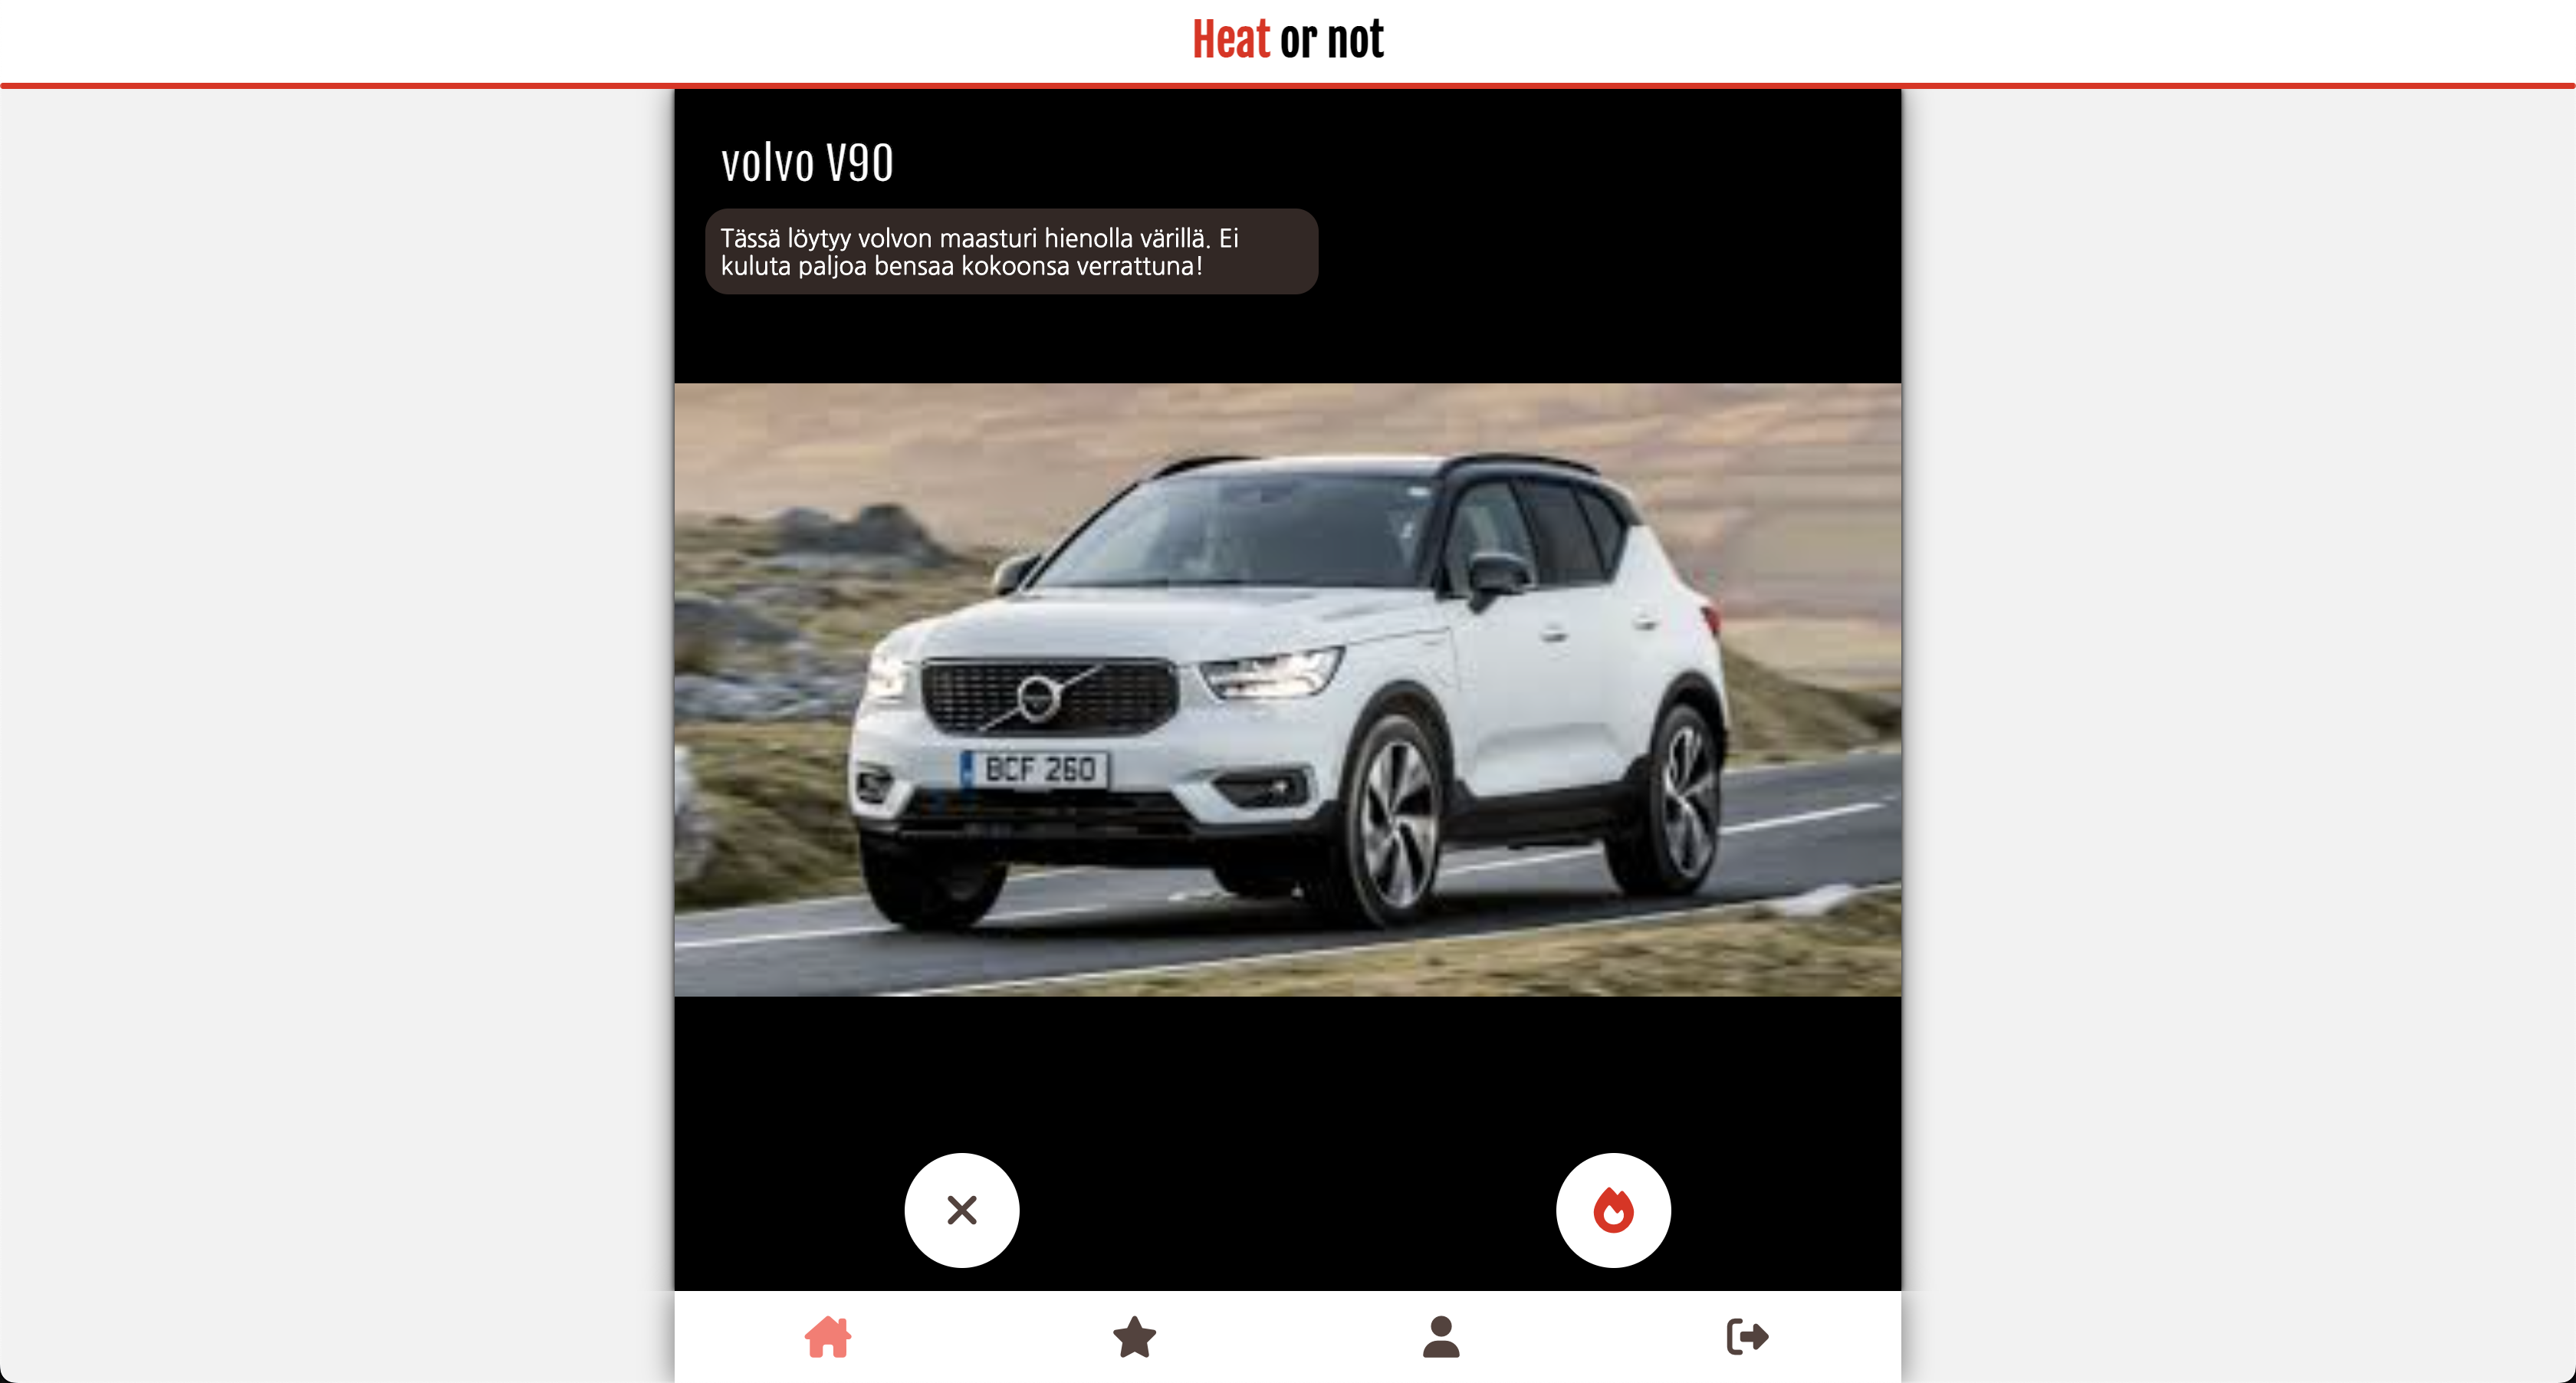 Heat or not
volvo V90
Tässä löytyy volvon maasturi hienolla värillä. Ei
kuluta paljoa bensaa kokoonsa verrattuna!
BCF 260